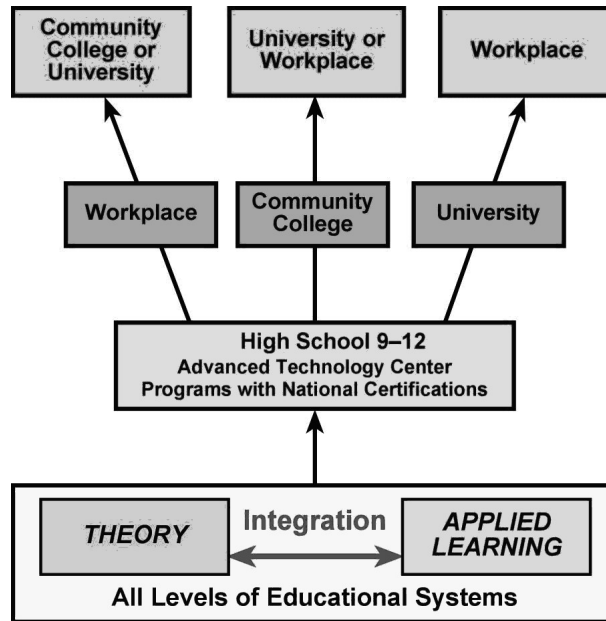 Community
College or
University
University or
Workplace
Workplace
Workplace
Community
College
University
High School 9–12
Advanced Technology Center
Programs with National Certifications
THEORY
Integration
APPLIED
LEARNING
All Levels of Educational Systems